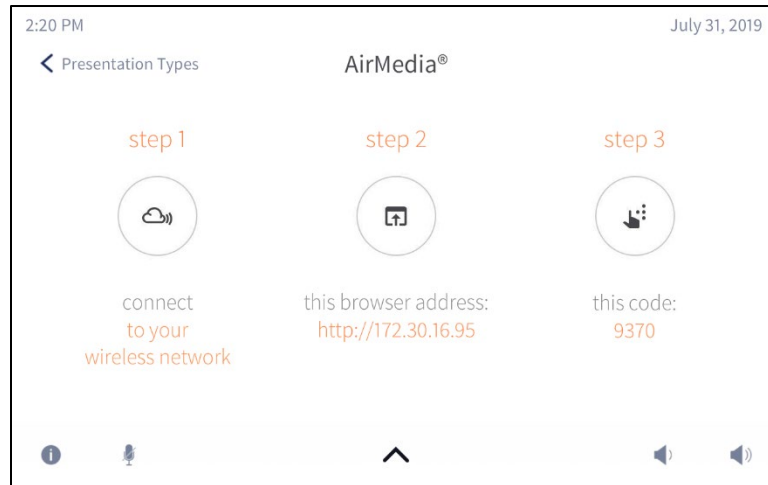 2:20 PM
July 31, 2019
Presentation Types
AirMedia®
step 1
step 2
step 3
connect
to your
wireless network
this browser address:
http://172.30.16.95
this code:
9370